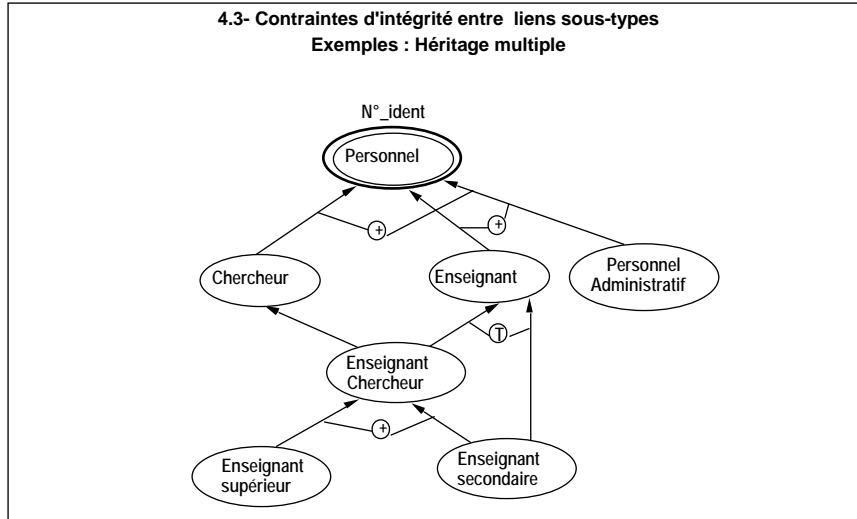 4.3- Contraintes d'intégrité entre liens sous-types
Exemples : Héritage multiple
N°_ident
Personnel
+
+
Chercheur
Enseignant
Personnel
Administratif
T
Enseignant
Chercheur
+
Enseignant
supérieur
Enseignant
secondaire